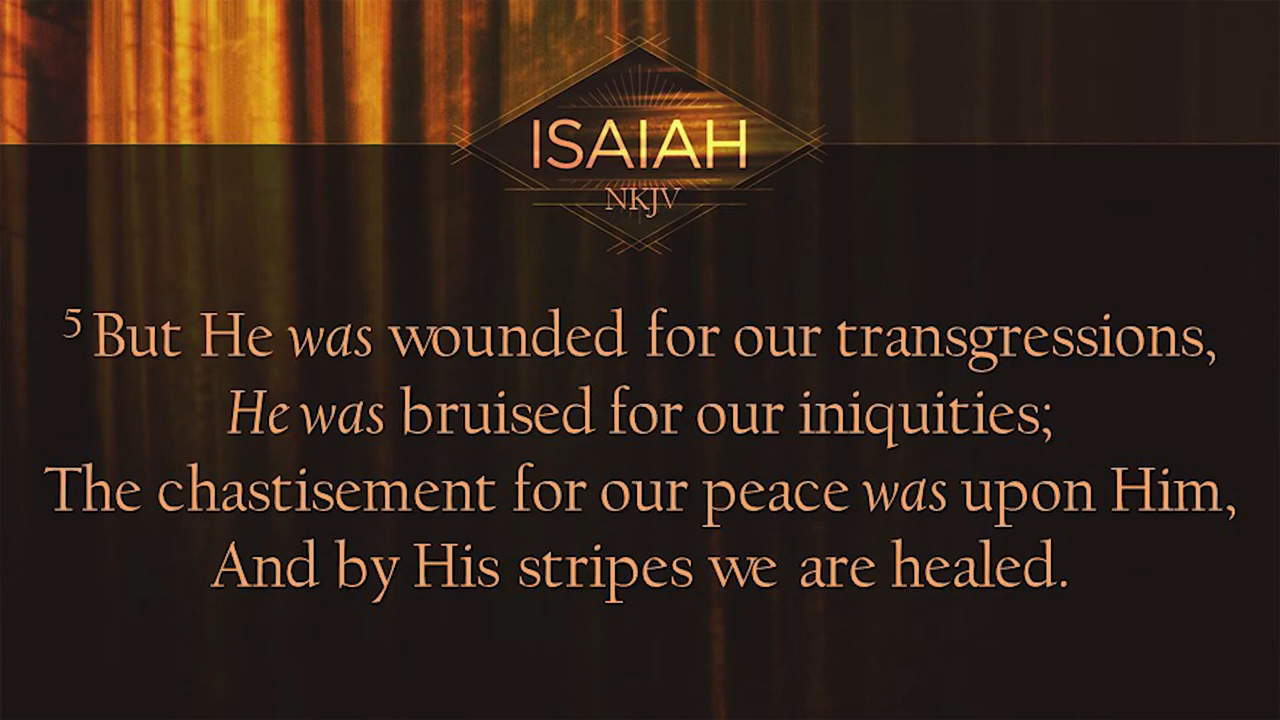 ISAIAH
NKJV
5 But He was wounded for our transgressions,
He was bruised for our iniquities;
The chastisement for our peace was upon Him,
And by His stripes we are healed.